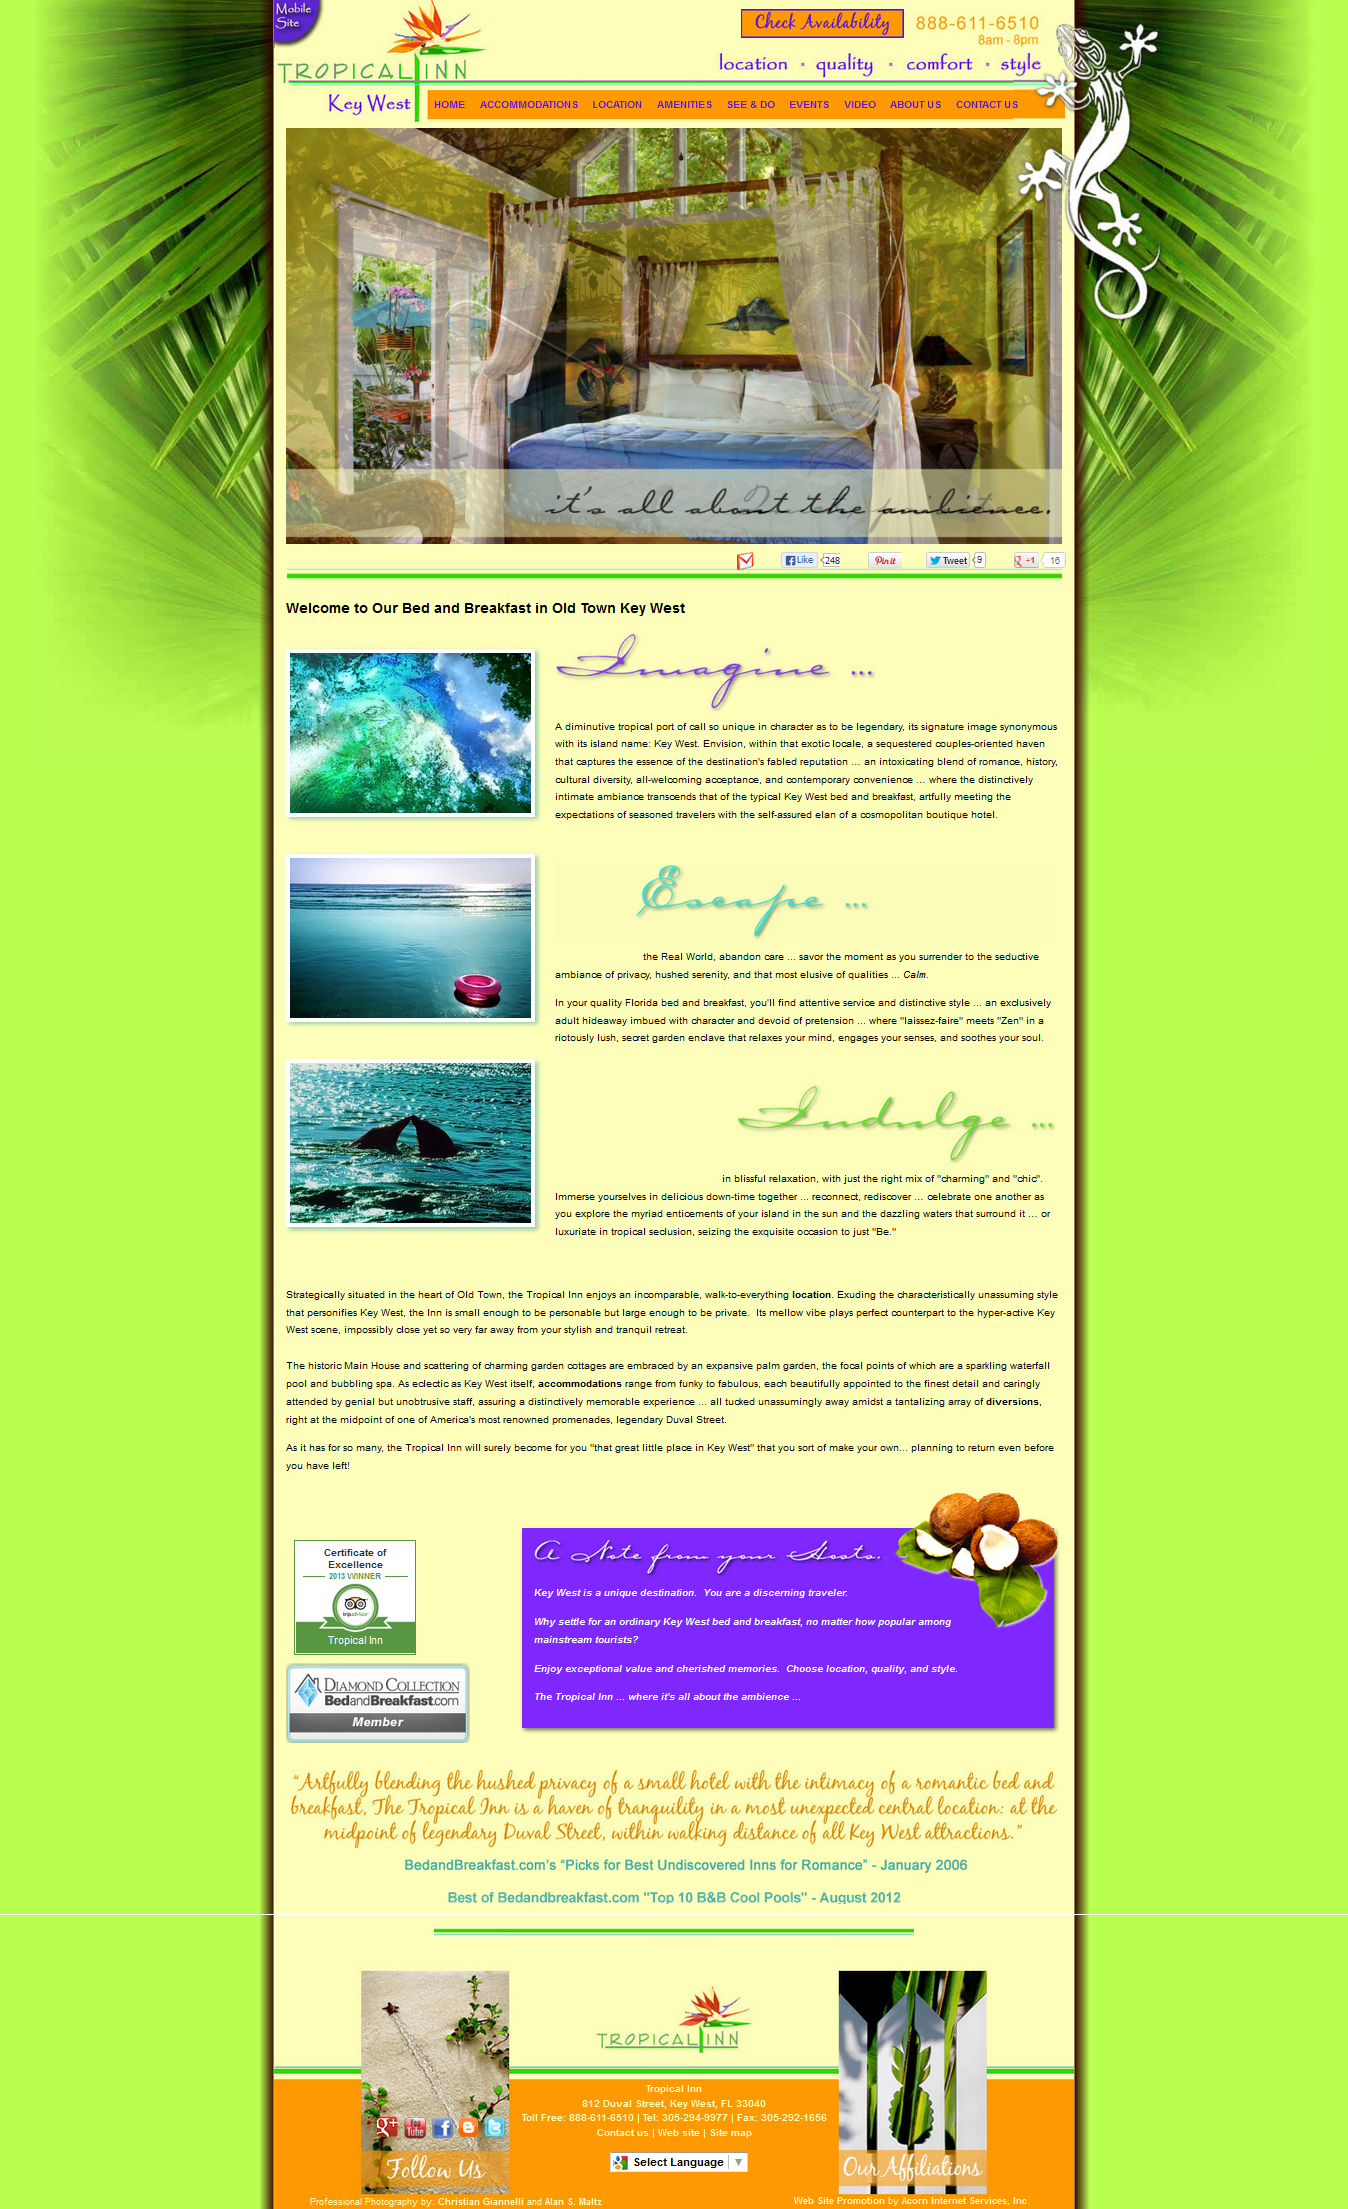 Mobile
Site
TROPICAL INN
Key West
Check Availability
888-611-6510
8am - 8pm
location · quality · comfort · style
HOME ACCOMMODATIONS LOCATION AMENITIES SEE & DO EVENTS VIDEO ABOUT US CONTACT US
it's all about the ambience.
Like 248
Pin it
Tweet 9
+1 16
Welcome to Our Bed and Breakfast in Old Town Key West
Imagine ...
A diminutive tropical port of call so unique in character as to be legendary, its signature image synonymous
with its island name: Key West. Envision, within that exotic locale, a sequestered couples-oriented haven
that captures the essence of the destination's fabled reputation ... an intoxicating blend of romance, history,
cultural diversity, all-welcoming acceptance, and contemporary convenience ... where the distinctively
intimate ambiance transcends that of the typical Key West bed and breakfast, artfully meeting the
expectations of seasoned travelers with the self-assured elan of a cosmopolitan boutique hotel.
Escape ...
the Real World, abandon care ... savor the moment as you surrender to the seductive
ambiance of privacy, hushed serenity, and that most elusive of qualities ... Calm.
In your quality Florida bed and breakfast, you'll find attentive service and distinctive style ... an exclusively
adult hideaway imbued with character and devoid of pretension ... where "laissez-faire" meets "Zen" in a
riotously lush, secret garden enclave that relaxes your mind, engages your senses, and soothes your soul.
Indulge ...
in blissful relaxation, with just the right mix of "charming" and "chic".
Immerse yourselves in delicious down-time together ... reconnect, rediscover ... celebrate one another as
you explore the myriad enticements of your island in the sun and the dazzling waters that surround it ... or
luxuriate in tropical seclusion, seizing the exquisite occasion to just "Be."
Strategically situated in the heart of Old Town, the Tropical Inn enjoys an incomparable, walk-to-everything location. Exuding the characteristically unassuming style
that personifies Key West, the Inn is small enough to be personable but large enough to be private. Its mellow vibe plays perfect counterpart to the hyper-active Key
West scene, impossibly close yet so very far away from your stylish and tranquil retreat.
The historic Main House and scattering of charming garden cottages are embraced by an expansive palm garden, the focal points of which are a sparkling waterfall
pool and bubbling spa. As eclectic as Key West itself, accommodations range from funky to fabulous, each beautifully appointed to the finest detail and caringly
attended by genial but unobtrusive staff, assuring a distinctively memorable experience ... all tucked unassumingly away amidst a tantalizing array of diversions,
right at the midpoint of one of America's most renowned promenades, legendary Duval Street.
As it has for so many, the Tropical Inn will surely become for you "that great little place in Key West" that you sort of make your own... planning to return even before
you have left!
Certificate of
Excellence
2013 WINNER
tripadvisor
Tropical Inn
DIAMOND COLLECTION
BedandBreakfast.com
Member
A Note from your Hosts.
Key West is a unique destination. You are a discerning traveler.
Why settle for an ordinary Key West bed and breakfast, no matter how popular among
mainstream tourists?
Enjoy exceptional value and cherished memories. Choose location, quality, and style.
The Tropical Inn ... where it's all about the ambience ...
"Artfully blending the hushed privacy of a small hotel with the intimacy of a romantic bed and
breakfast, The Tropical Inn is a haven of tranquility in a most unexpected central location: at the
midpoint of legendary Duval Street, within walking distance of all Key West attractions."
BedandBreakfast.com's "Picks for Best Undiscovered Inns for Romance" - January 2006
Best of Bedandbreakfast.com "Top 10 B&B Cool Pools" - August 2012
TROPICAL INN
Tropical Inn
812 Duval Street, Key West, FL 33040
Toll Free: 888-611-6510 | Tel: 305-294-9977 | Fax: 305-292-1656
Contact us | Web site | Site map
Select Language ▼
g+ You Tube f
Follow Us
Our Affiliations
Professional Photography by: Christian Giannelli and Alan S. Maltz
Web Site Promotion by Acorn Internet Services, Inc.